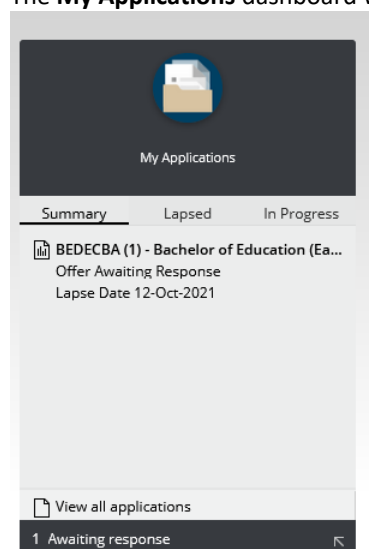 The My Applications dashboard
My Applications
Summary Lapsed In Progress
BEDECBA (1) - Bachelor of Education (Ea...
Offer Awaiting Response
Lapse Date 12-Oct-2021
View all applications
1 Awaiting response